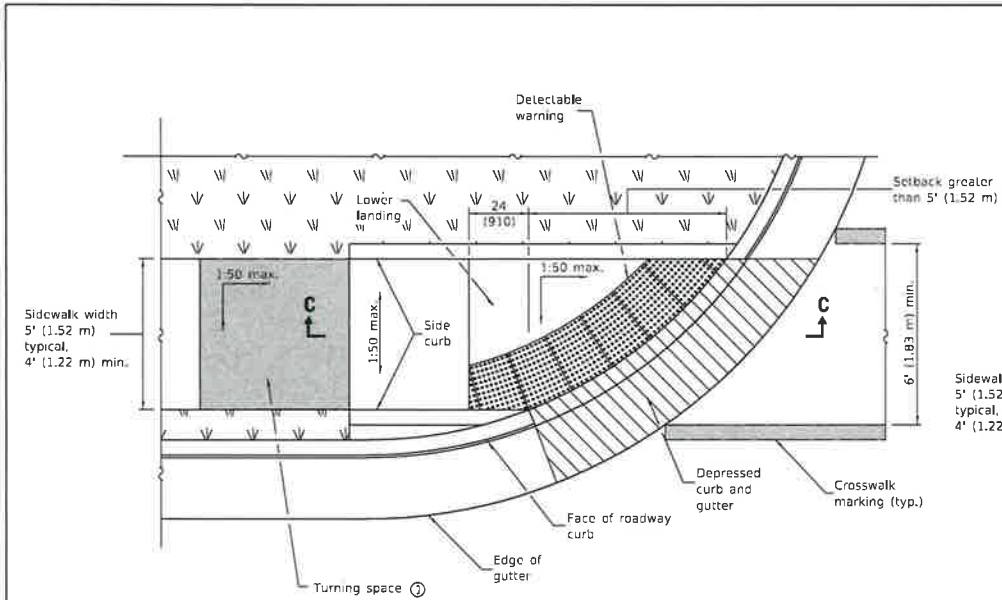 Detectable
warning
Setback greater
than 5' (1.52 m)
Lower
landing
24
(910)
1:50 max.
1:50 max.
C
C
Sidewalk width
5' (1.52 m)
typical,
4' (1.22 m) min.
1:50 max.
Side
curb
6' (1.83 m) min.
Sidewal
5' (1.52
typical,
4' (1.22
Depressed
curb and
gutter
Crosswalk
marking (typ.)
Face of roadway
curb
Edge of
gutter
Turning space